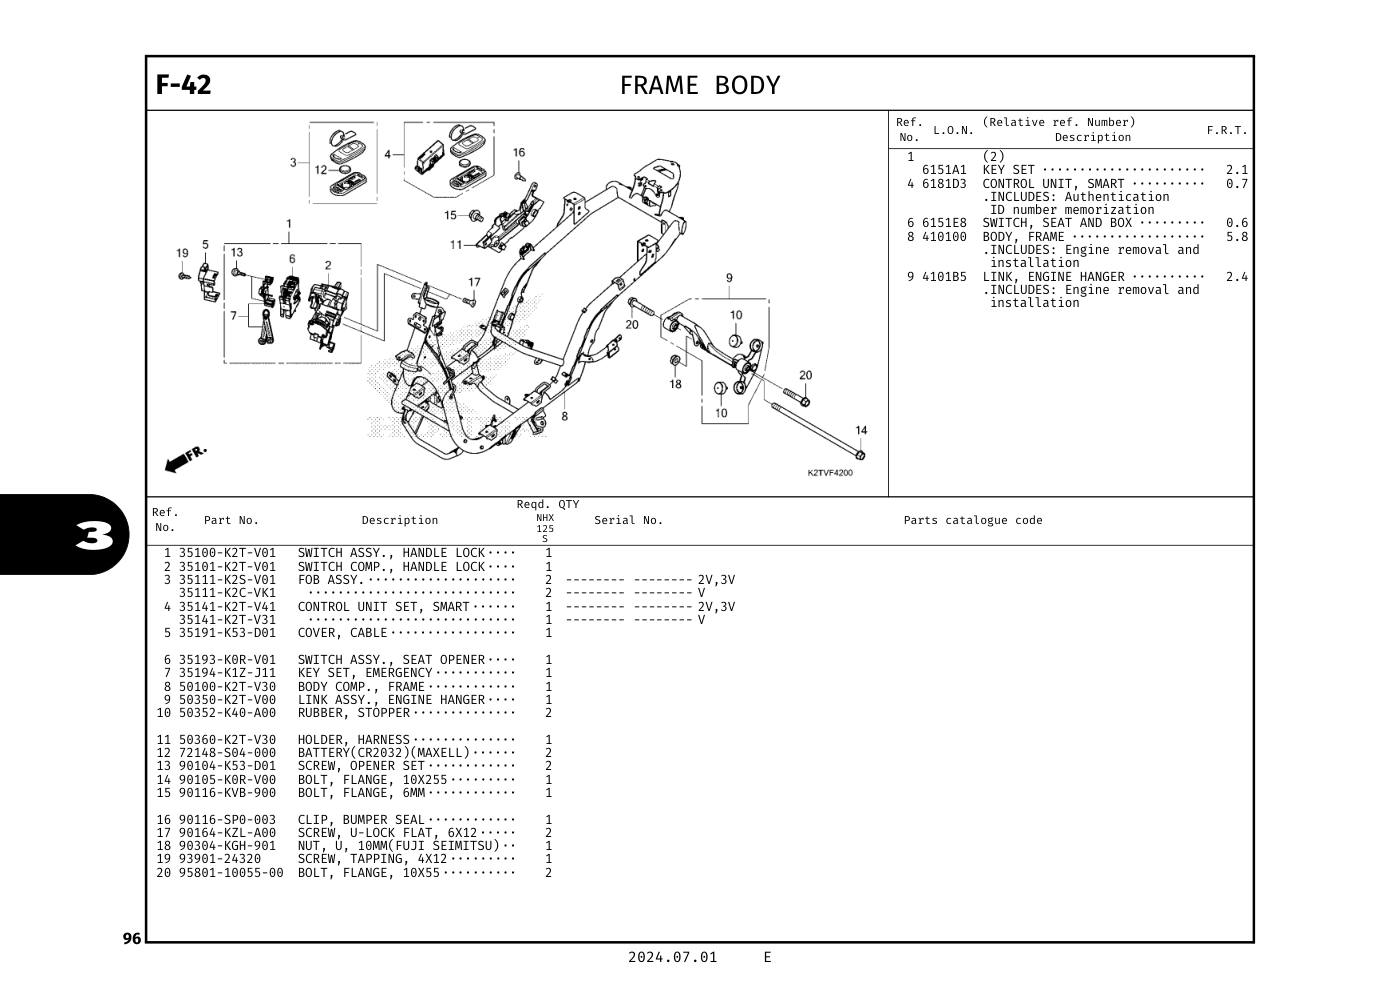 F-42
FRAME BODY
3
12
4
16
15
11
1
19
5
13
6
2
7
17
9
20
10
18
10
20
8
14
FR.
K2TVF4200
Ref. No. L.O.N. (Relative ref. Number) Description F.R.T.
1 (2)
6151A1 KEY SET ······················ 2.1
4 6181D3 CONTROL UNIT, SMART ·········· 0.7
.INCLUDES: Authentication
ID number memorization
6 6151E8 SWITCH, SEAT AND BOX ········· 0.6
8 410100 BODY, FRAME ·················· 5.8
.INCLUDES: Engine removal and
installation
9 4101B5 LINK, ENGINE HANGER ·········· 2.4
.INCLUDES: Engine removal and
installation
3
Ref. No. Part No. Description Reqd. QTY NHX 125 S Serial No. Parts catalogue code
1 35100-K2T-V01 SWITCH ASSY., HANDLE LOCK···· 1
2 35101-K2T-V01 SWITCH COMP., HANDLE LOCK···· 1
3 35111-K2S-V01 FOB ASSY.···················· 2 -------- -------- 2V,3V
35111-K2C-VK1 ···························· 2 -------- -------- V
4 35141-K2T-V41 CONTROL UNIT SET, SMART······ 1 -------- -------- 2V,3V
35141-K2T-V31 ···························· 1 -------- -------- V
5 35191-K53-D01 COVER, CABLE················· 1
6 35193-K0R-V01 SWITCH ASSY., SEAT OPENER···· 1
7 35194-K1Z-J11 KEY SET, EMERGENCY··········· 1
8 50100-K2T-V30 BODY COMP., FRAME············ 1
9 50350-K2T-V00 LINK ASSY., ENGINE HANGER···· 1
10 50352-K40-A00 RUBBER, STOPPER·············· 2
11 50360-K2T-V30 HOLDER, HARNESS·············· 1
12 72148-S04-000 BATTERY(CR2032)(MAXELL)······ 2
13 90104-K53-D01 SCREW, OPENER SET············ 2
14 90105-K0R-V00 BOLT, FLANGE, 10X255········· 1
15 90116-KVB-900 BOLT, FLANGE, 6MM············ 1
16 90116-SP0-003 CLIP, BUMPER SEAL············ 1
17 90164-KZL-A00 SCREW, U-LOCK FLAT, 6X12····· 2
18 90304-KGH-901 NUT, U, 10MM(FUJI SEIMITSU)·· 1
19 93901-24320 SCREW, TAPPING, 4X12········· 1
20 95801-10055-00 BOLT, FLANGE, 10X55·········· 2
96
2024.07.01 E